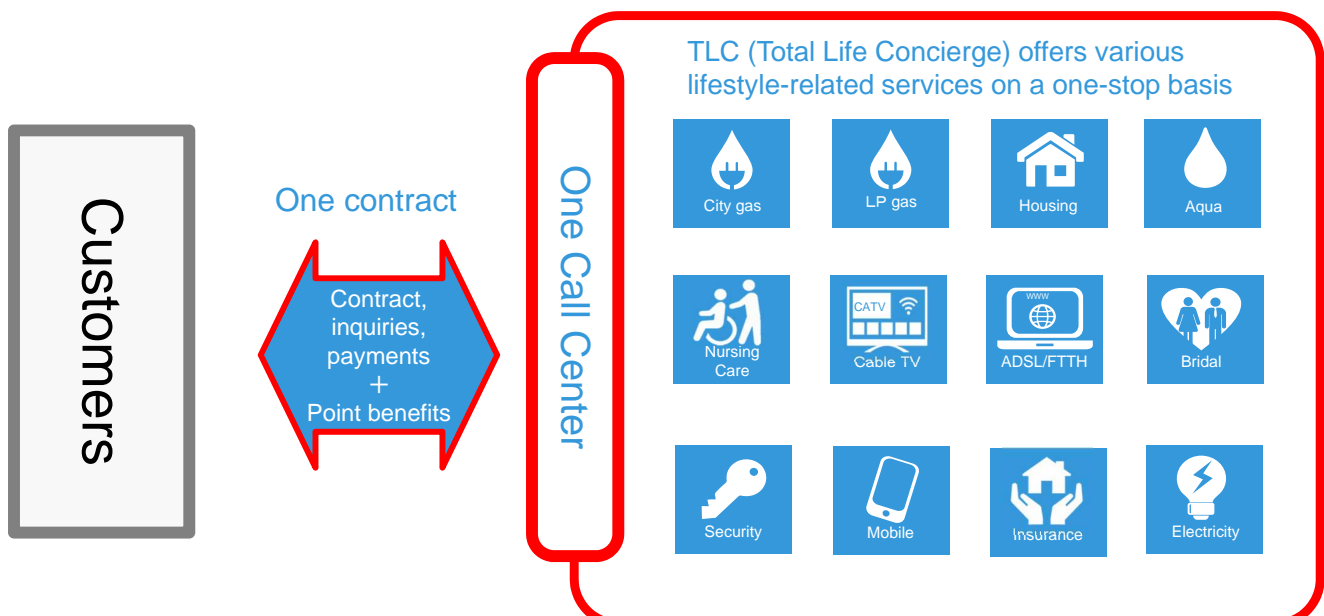 TLC (Total Life Concierge) offers various
lifestyle-related services on a one-stop basis
Customers
One contract
Contract,
inquiries,
payments
+
Point benefits
One Call Center
City gas
LP gas
Housing
Aqua
Nursing
Care
CATV
Cable TV
www
ADSL/FTTH
Bridal
Security
Mobile
Insurance
Electricity